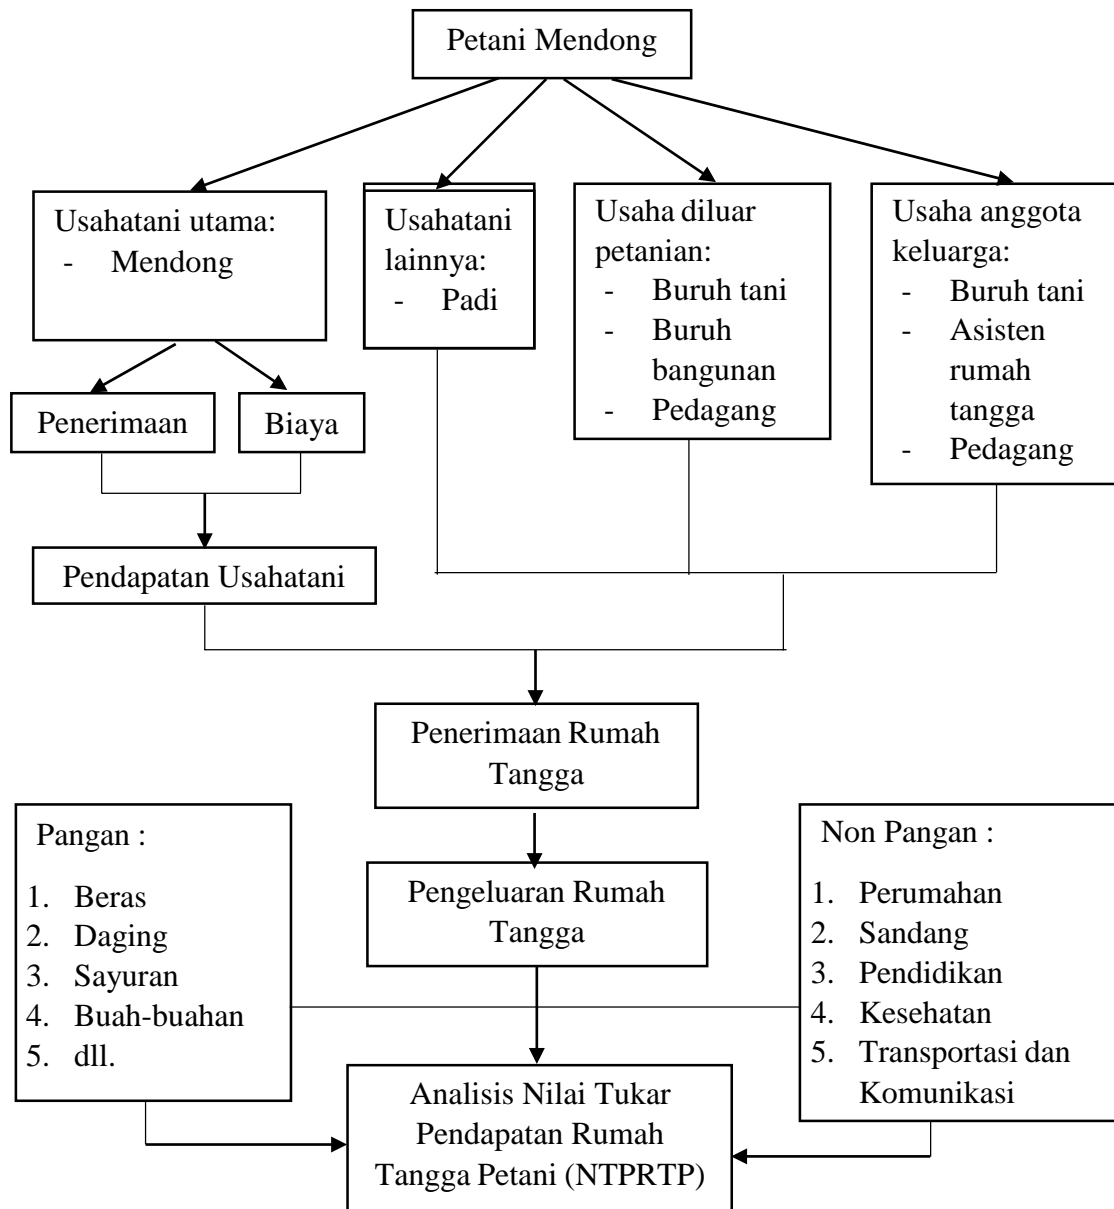 Petani Mendong
Usahatani utama:
- Mendong
Usahatani
lainnya:
- Padi
Usaha diluar
petanian:
- Buruh tani
- Buruh
bangunan
- Pedagang
Usaha anggota
keluarga:
- Buruh tani
- Asisten
rumah
tangga
- Pedagang
Penerimaan
Biaya
Pendapatan Usahatani
Penerimaan Rumah
Tangga
Pangan :
1. Beras
2. Daging
3. Sayuran
4. Buah-buahan
5. dll.
Pengeluaran Rumah
Tangga
Non Pangan :
1. Perumahan
2. Sandang
3. Pendidikan
4. Kesehatan
5. Transportasi dan
Komunikasi
Analisis Nilai Tukar
Pendapatan Rumah
Tangga Petani (NTPRTP)